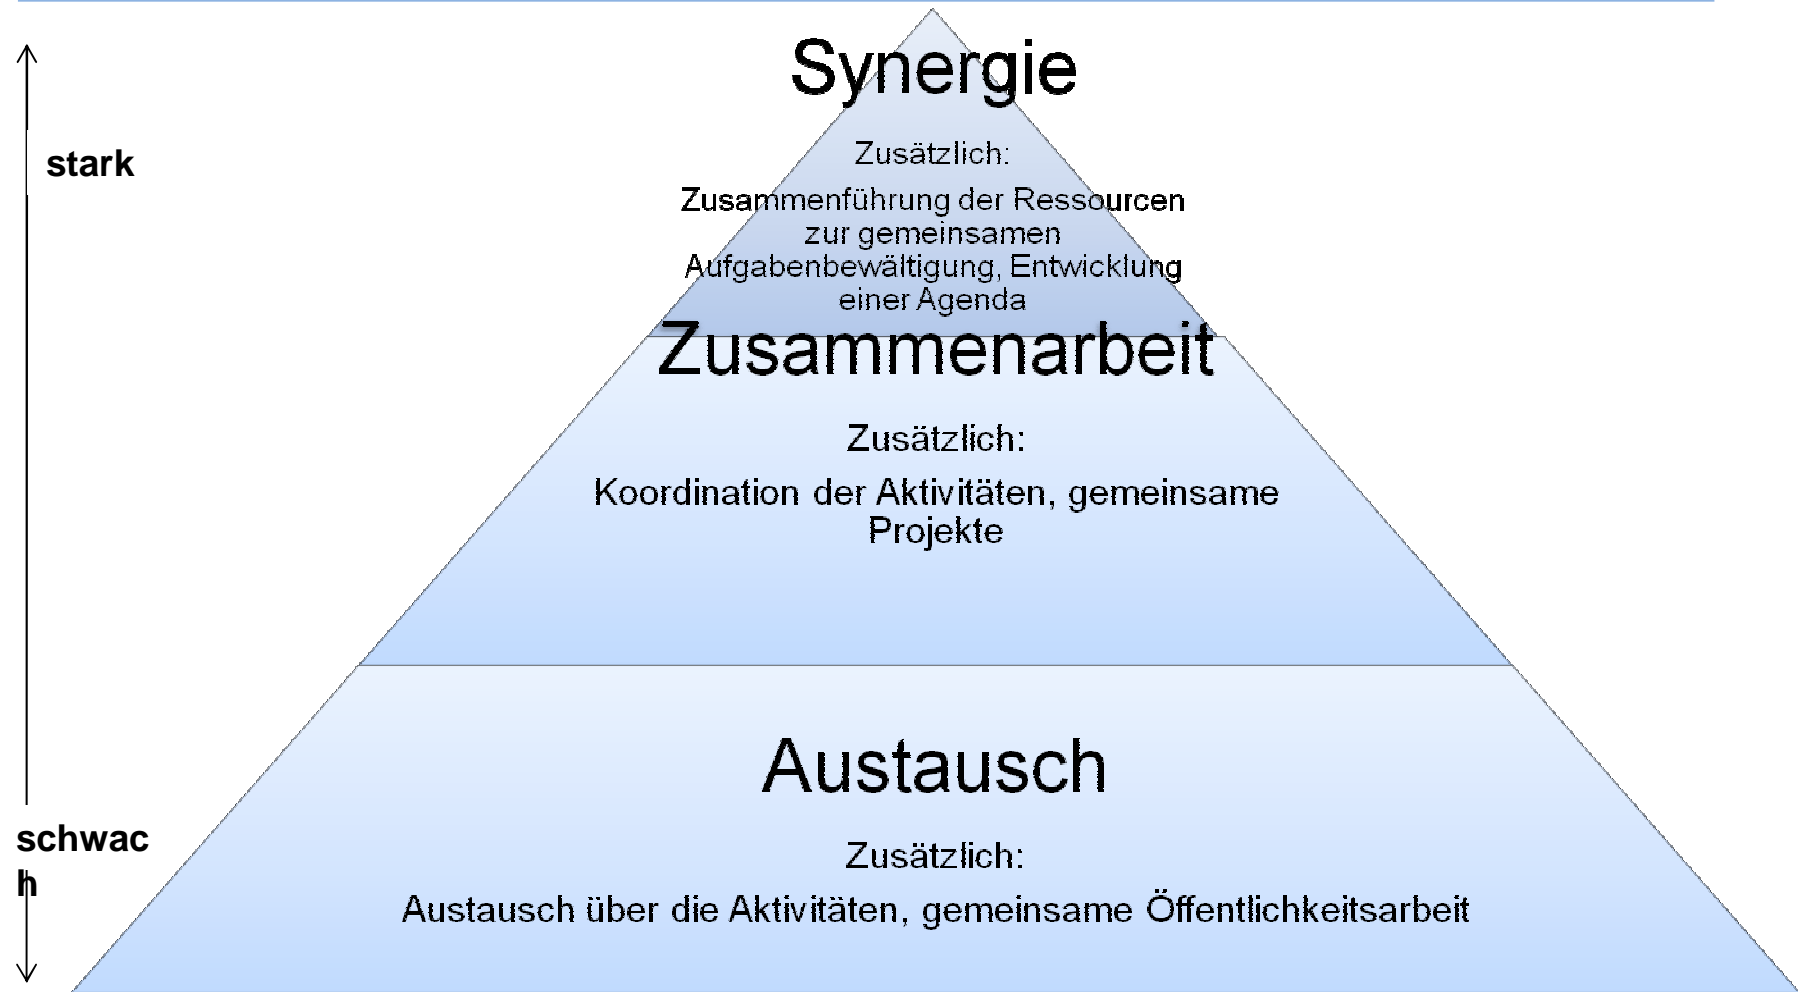 Synergie
stark
Zusätzlich:
Zusammenführung der Ressourcen
zur gemeinsamen
Aufgabenbewältigung, Entwicklung
einer Agenda
Zusammenarbeit
Zusätzlich:
Koordination der Aktivitäten, gemeinsame
Projekte
Austausch
schwac
h
Zusätzlich:
Austausch über die Aktivitäten, gemeinsame Öffentlichkeitsarbeit